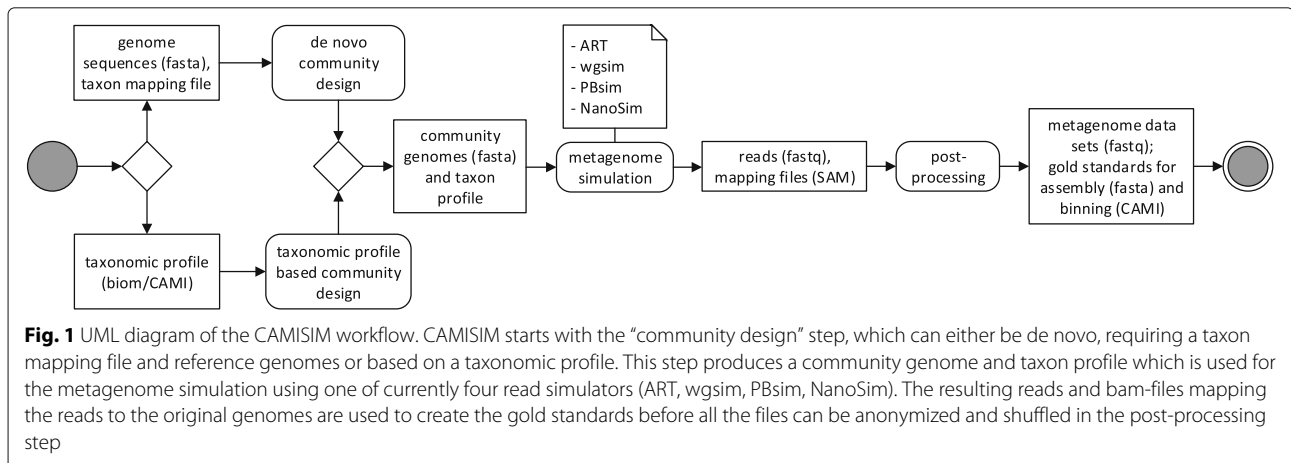 genome
sequences (fasta),
taxon mapping file
de novo
community
design
- ART
- wgsim
- PBsim
- NanoSim
community
genomes (fasta)
and taxon
profile
metagenome
simulation
reads (fastq),
mapping files (SAM)
post-
processing
metagenome data
sets (fastq);
gold standards for
assembly (fasta) and
binning (CAMI)
taxonomic profile
(biom/CAMI)
taxonomic profile
based community
design
Fig. 1 UML diagram of the CAMISIM workflow. CAMISIM starts with the “community design” step, which can either be de novo, requiring a taxon
mapping file and reference genomes or based on a taxonomic profile. This step produces a community genome and taxon profile which is used for
the metagenome simulation using one of currently four read simulators (ART, wgsim, PBsim, NanoSim). The resulting reads and bam-files mapping
the reads to the original genomes are used to create the gold standards before all the files can be anonymized and shuffled in the post-processing
step